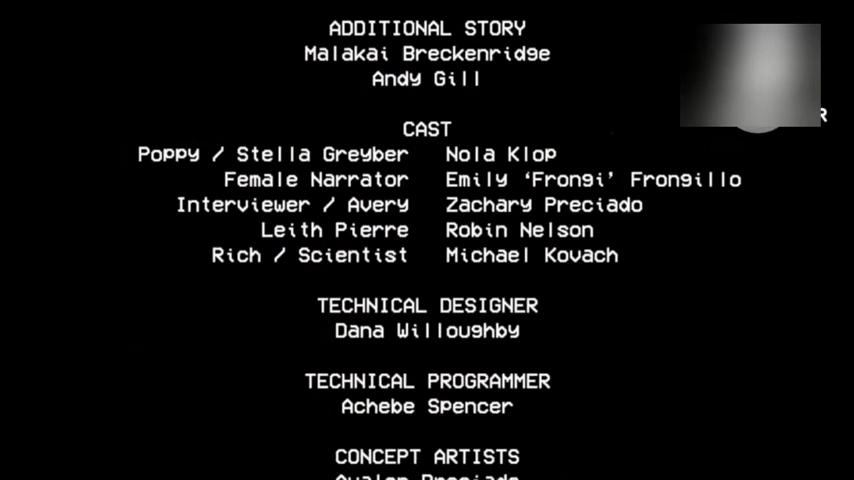 ADDITIONAL STORY
Malakai Breckenridge
Andy Gill
R
CAST
Poppy / Stella Greyber Nola Klop
Female Narrator Emily ‘Frongi’ Frongillo
Interviewer / Avery Zachary Preciado
Leith Pierre Robin Nelson
Rich / Scientist Michael Kovach
TECHNICAL DESIGNER
Dana Willoughby
TECHNICAL PROGRAMMER
Achebe Spencer
CONCEPT ARTISTS